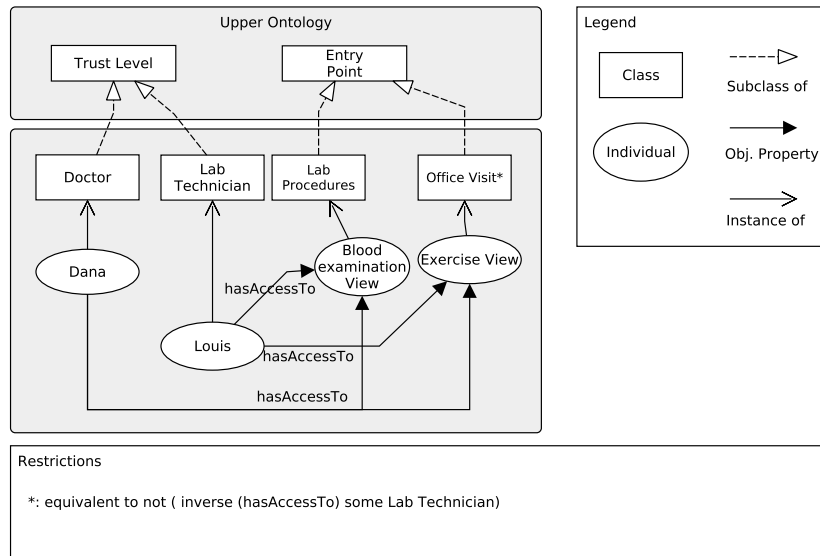 Upper Ontology
Trust Level
Entry
Point
Doctor
Lab
Technician
Lab
Procedures
Office Visit*
Dana
Blood
examination
View
Exercise View
hasAccessTo
Louis
hasAccessTo
hasAccessTo
Legend
Class
Subclass of
Individual
Obj. Property
Instance of
Restrictions
*: equivalent to not ( inverse (hasAccessTo) some Lab Technician)